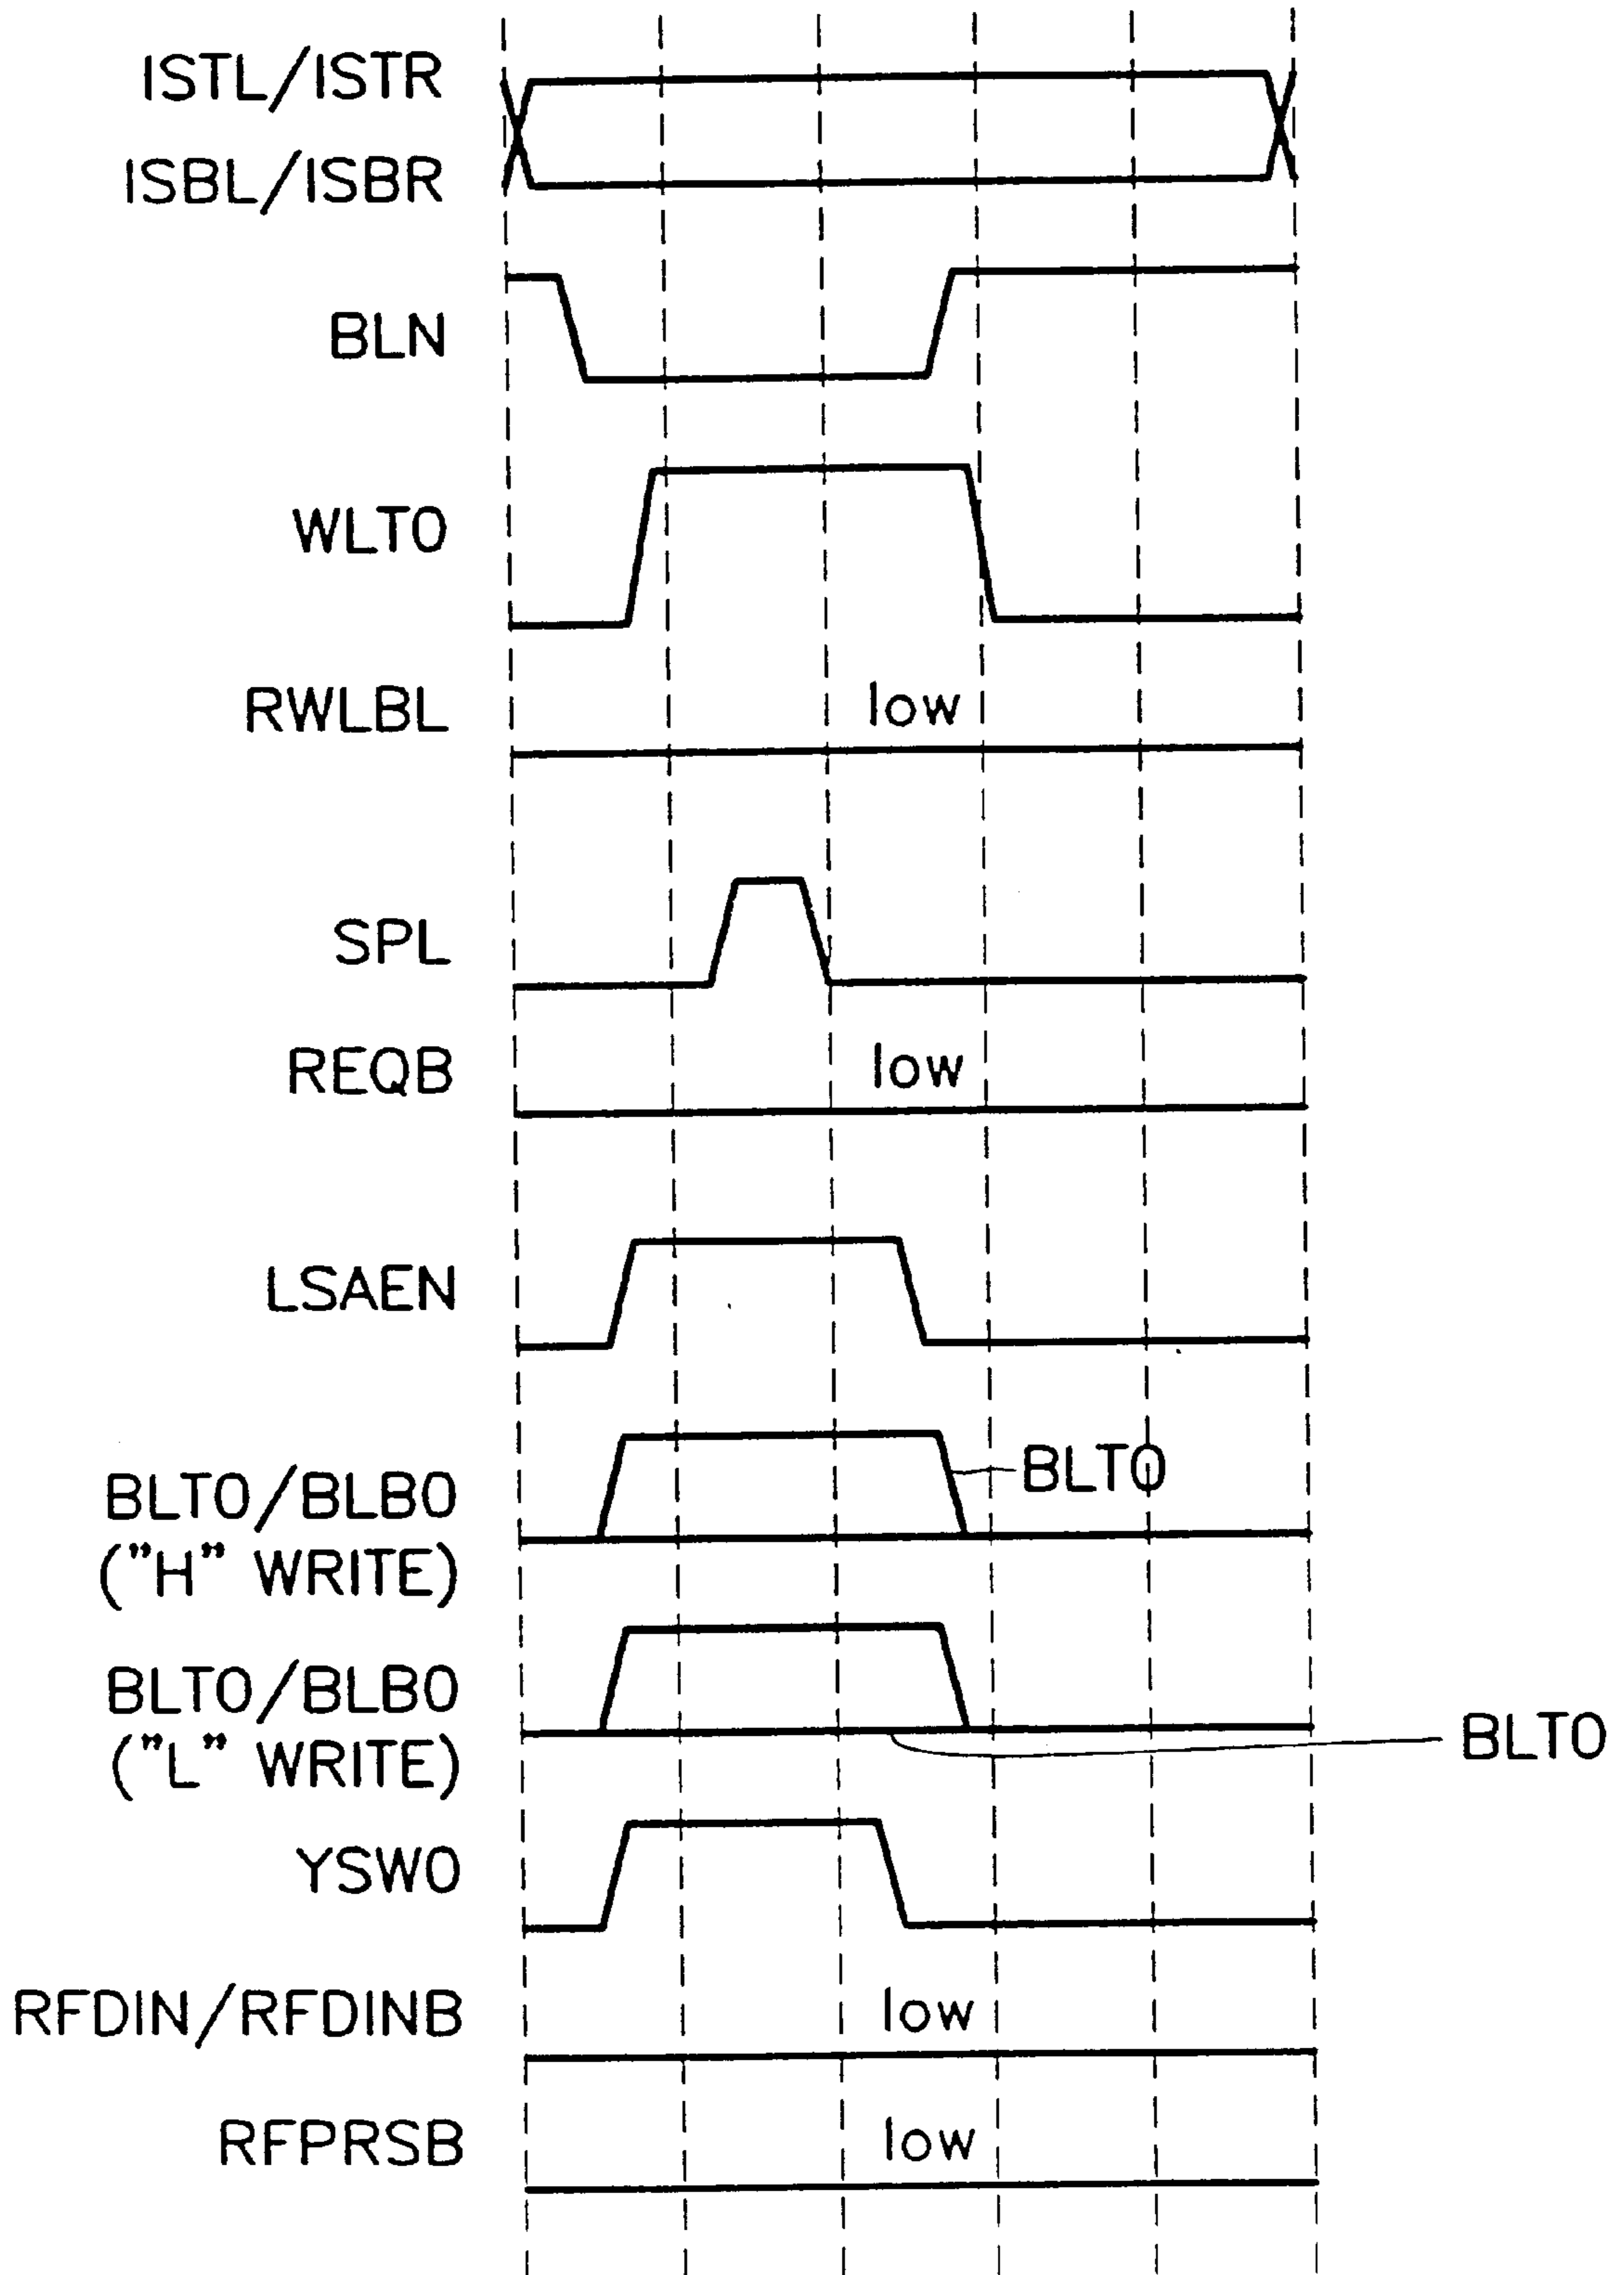 ISTL/ISTR
ISBL/ISBR
BLN
WLT0
RWLBL
low
SPL
REQB
low
LSAEN
BLT0/BLB0
("H" WRITE)
BLT0
BLT0/BLB0
("L" WRITE)
BLT0
YSW0
RFDIN/RFDINB
low
RFPRSB
low